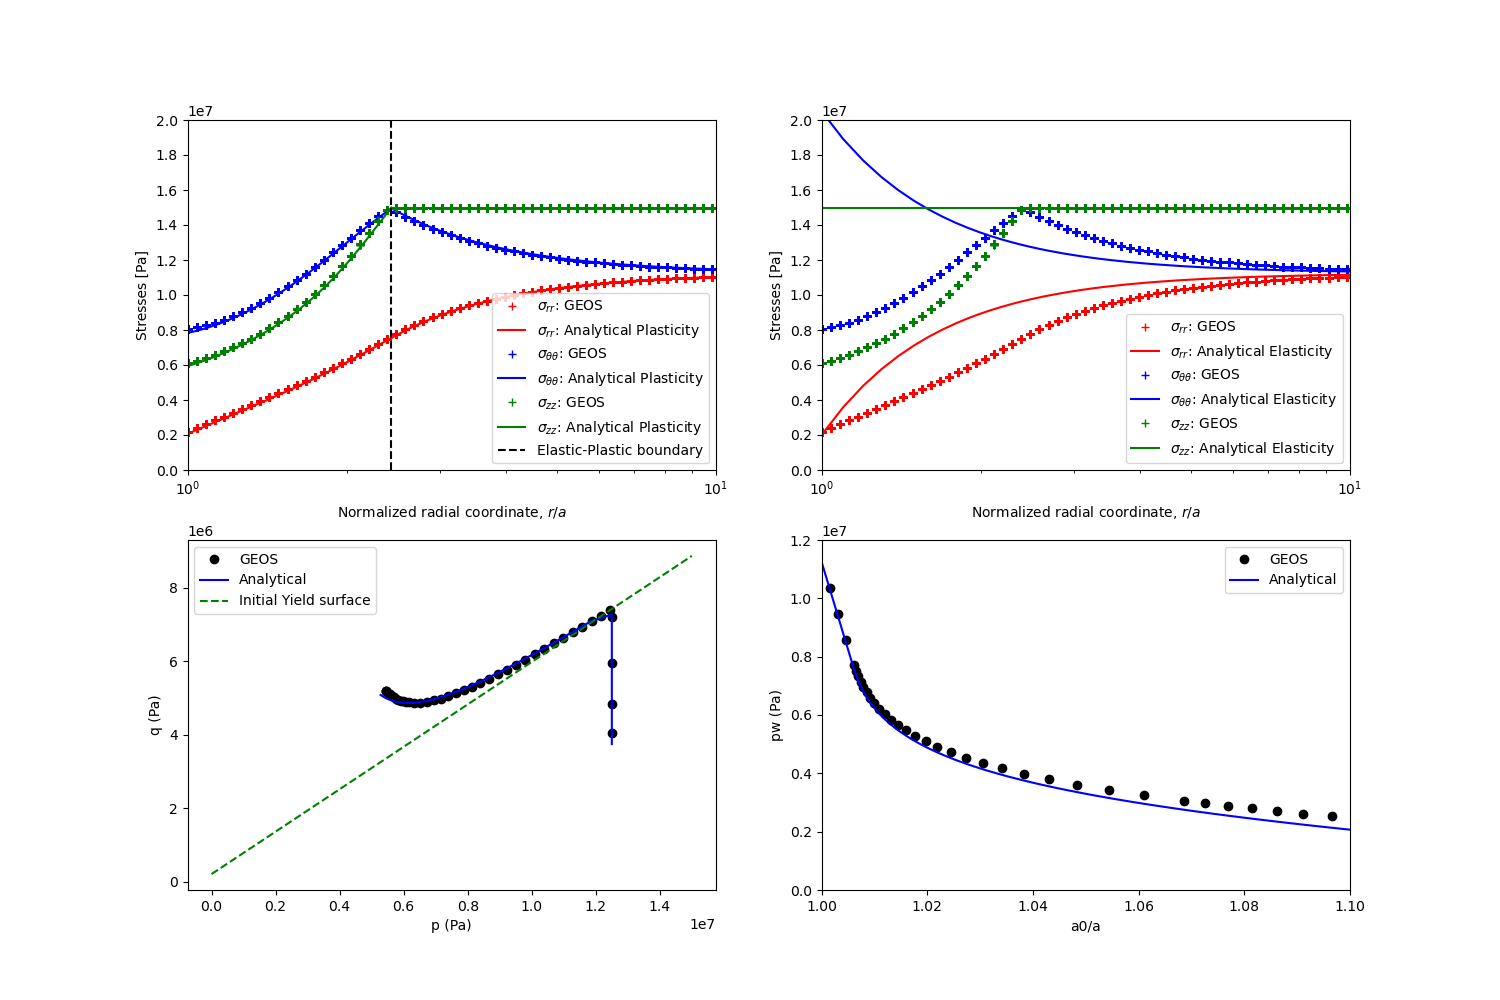 1e7
2.0
1.8
1.6
1.4
1.2
1.0
0.8
0.6
0.4
0.2
0.0
Stresses [Pa]
σrr: GEOS
σrr: Analytical Plasticity
σθθ: GEOS
σθθ: Analytical Plasticity
σzz: GEOS
σzz: Analytical Plasticity
Elastic-Plastic boundary
10^0
10^1
Normalized radial coordinate, r/a
1e7
2.0
1.8
1.6
1.4
1.2
1.0
0.8
0.6
0.4
0.2
0.0
Stresses [Pa]
σrr: GEOS
σrr: Analytical Elasticity
σθθ: GEOS
σθθ: Analytical Elasticity
σzz: GEOS
σzz: Analytical Elasticity
10^0
10^1
Normalized radial coordinate, r/a
1e6
8
6
4
2
0
q (Pa)
GEOS
Analytical
Initial Yield surface
0.0 0.2 0.4 0.6 0.8 1.0 1.2 1.4
1e7
p (Pa)
1e7
1.2
1.0
0.8
0.6
0.4
0.2
0.0
pw (Pa)
GEOS
Analytical
1.00 1.02 1.04 1.06 1.08 1.10
a0/a